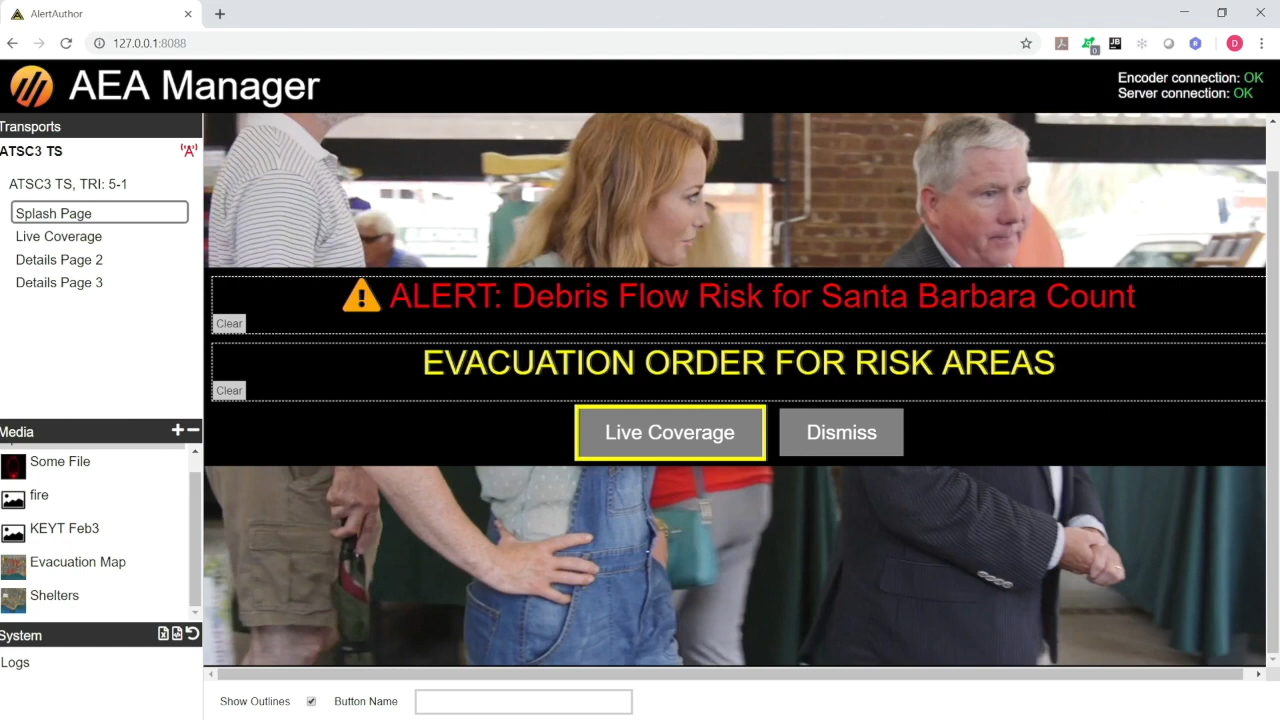 AlertAuthor
127.0.0.1:8088
0
JB
D
AEA Manager
Encoder connection: OK
Server connection: OK
Transports
ATSC3 TS
ATSC3 TS, TRI: 5-1
Splash Page
Live Coverage
Details Page 2
Details Page 3
ALERT: Debris Flow Risk for Santa Barbara Count
Clear
EVACUATION ORDER FOR RISK AREAS
Clear
Live Coverage
Dismiss
Media
Some File
fire
KEYT Feb3
Evacuation Map
Shelters
System
Logs
Show Outlines
Button Name